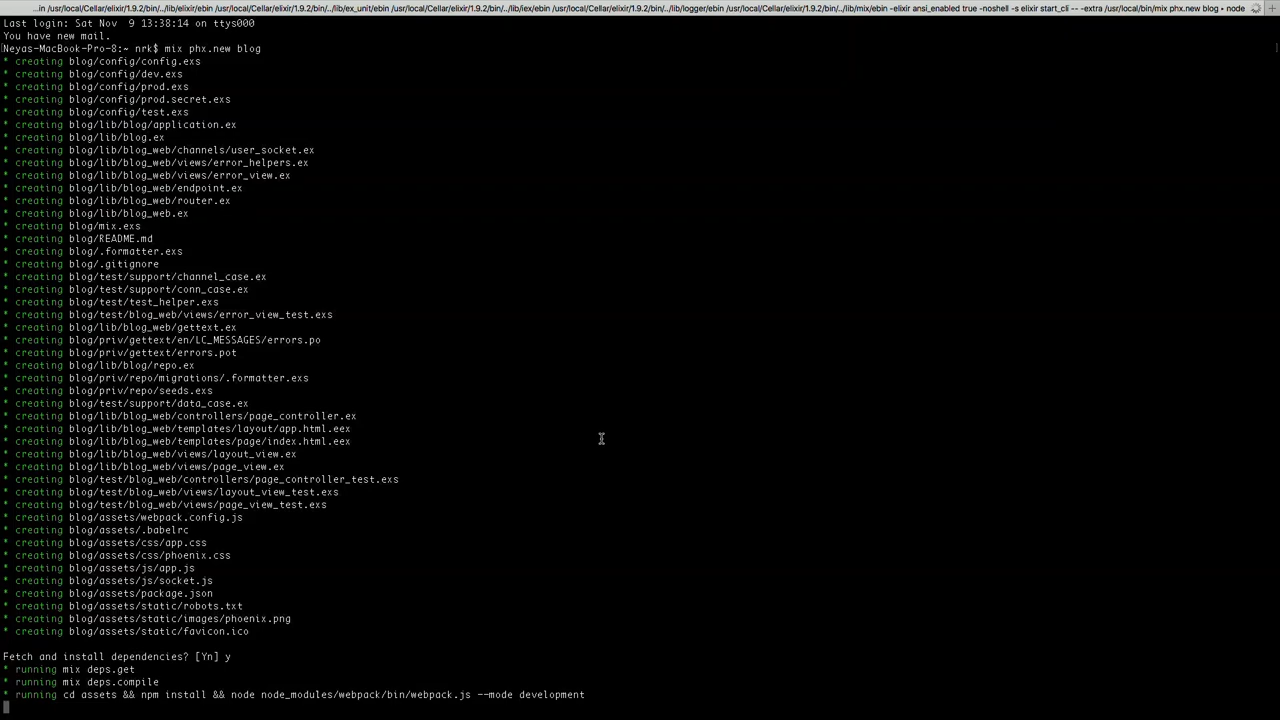 ...in /usr/local/Cellar/elixir/1.9.2/bin/../lib/elixir/ebin /usr/local/Cellar/elixir/1.9.2/bin/../lib/ex_unit/ebin /usr/local/Cellar/elixir/1.9.2/bin/../lib/iex/ebin /usr/local/Cellar/elixir/1.9.2/bin/../lib/logger/ebin /usr/local/Cellar/elixir/1.9.2/bin/../lib/mix/ebin -elixir ansi_enabled true -noshell -s elixir start_cli -- -extra /usr/local/bin/mix phx.new blog • node
Last login: Sat Nov  9 13:38:14 on ttys000
You have new mail.
Neyas-MacBook-Pro-8:~ nrk$ mix phx.new blog
* creating blog/config/config.exs
* creating blog/config/dev.exs
* creating blog/config/prod.exs
* creating blog/config/prod.secret.exs
* creating blog/config/test.exs
* creating blog/lib/blog/application.ex
* creating blog/lib/blog.ex
* creating blog/lib/blog_web/channels/user_socket.ex
* creating blog/lib/blog_web/views/error_helpers.ex
* creating blog/lib/blog_web/views/error_view.ex
* creating blog/lib/blog_web/endpoint.ex
* creating blog/lib/blog_web/router.ex
* creating blog/lib/blog_web.ex
* creating blog/mix.exs
* creating blog/README.md
* creating blog/.formatter.exs
* creating blog/.gitignore
* creating blog/test/support/channel_case.ex
* creating blog/test/support/conn_case.ex
* creating blog/test/test_helper.exs
* creating blog/test/blog_web/views/error_view_test.exs
* creating blog/lib/blog_web/gettext.ex
* creating blog/priv/gettext/en/LC_MESSAGES/errors.po
* creating blog/priv/gettext/errors.pot
* creating blog/lib/blog/repo.ex
* creating blog/priv/repo/migrations/.formatter.exs
* creating blog/priv/repo/seeds.exs
* creating blog/test/support/data_case.ex
* creating blog/lib/blog_web/controllers/page_controller.ex
* creating blog/lib/blog_web/templates/layout/app.html.eex
* creating blog/lib/blog_web/templates/page/index.html.eex
* creating blog/lib/blog_web/views/layout_view.ex
* creating blog/lib/blog_web/views/page_view.ex
* creating blog/test/blog_web/controllers/page_controller_test.exs
* creating blog/test/blog_web/views/layout_view_test.exs
* creating blog/test/blog_web/views/page_view_test.exs
* creating blog/assets/webpack.config.js
* creating blog/assets/.babelrc
* creating blog/assets/css/app.css
* creating blog/assets/css/phoenix.css
* creating blog/assets/js/app.js
* creating blog/assets/js/socket.js
* creating blog/assets/package.json
* creating blog/assets/static/robots.txt
* creating blog/assets/static/images/phoenix.png
* creating blog/assets/static/favicon.ico
Fetch and install dependencies? [Yn] y
* running mix deps.get
* running mix deps.compile
* running cd assets && npm install && node node_modules/webpack/bin/webpack.js --mode development